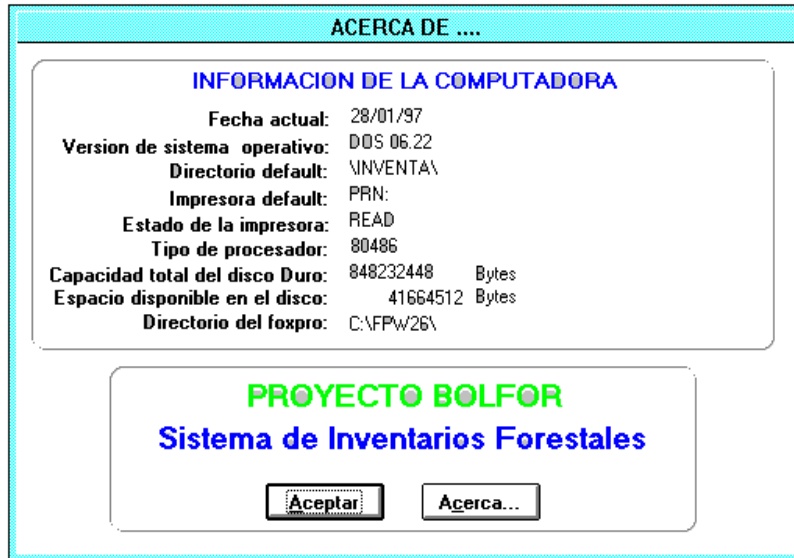 ACERCA DE ....
INFORMACION DE LA COMPUTADORA
Fecha actual: 28/01/97
Version de sistema operativo: DOS 06.22
Directorio default: \INVENTA\
Impresora default: PRN:
Estado de la impresora: READ
Tipo de procesador: 80486
Capacidad total del disco Duro: 848232448 Bytes
Espacio disponible en el disco: 41664512 Bytes
Directorio del foxpro: C:\FPW26\
PROYECTO BOLFOR
Sistema de Inventarios Forestales
Aceptar Acerca...